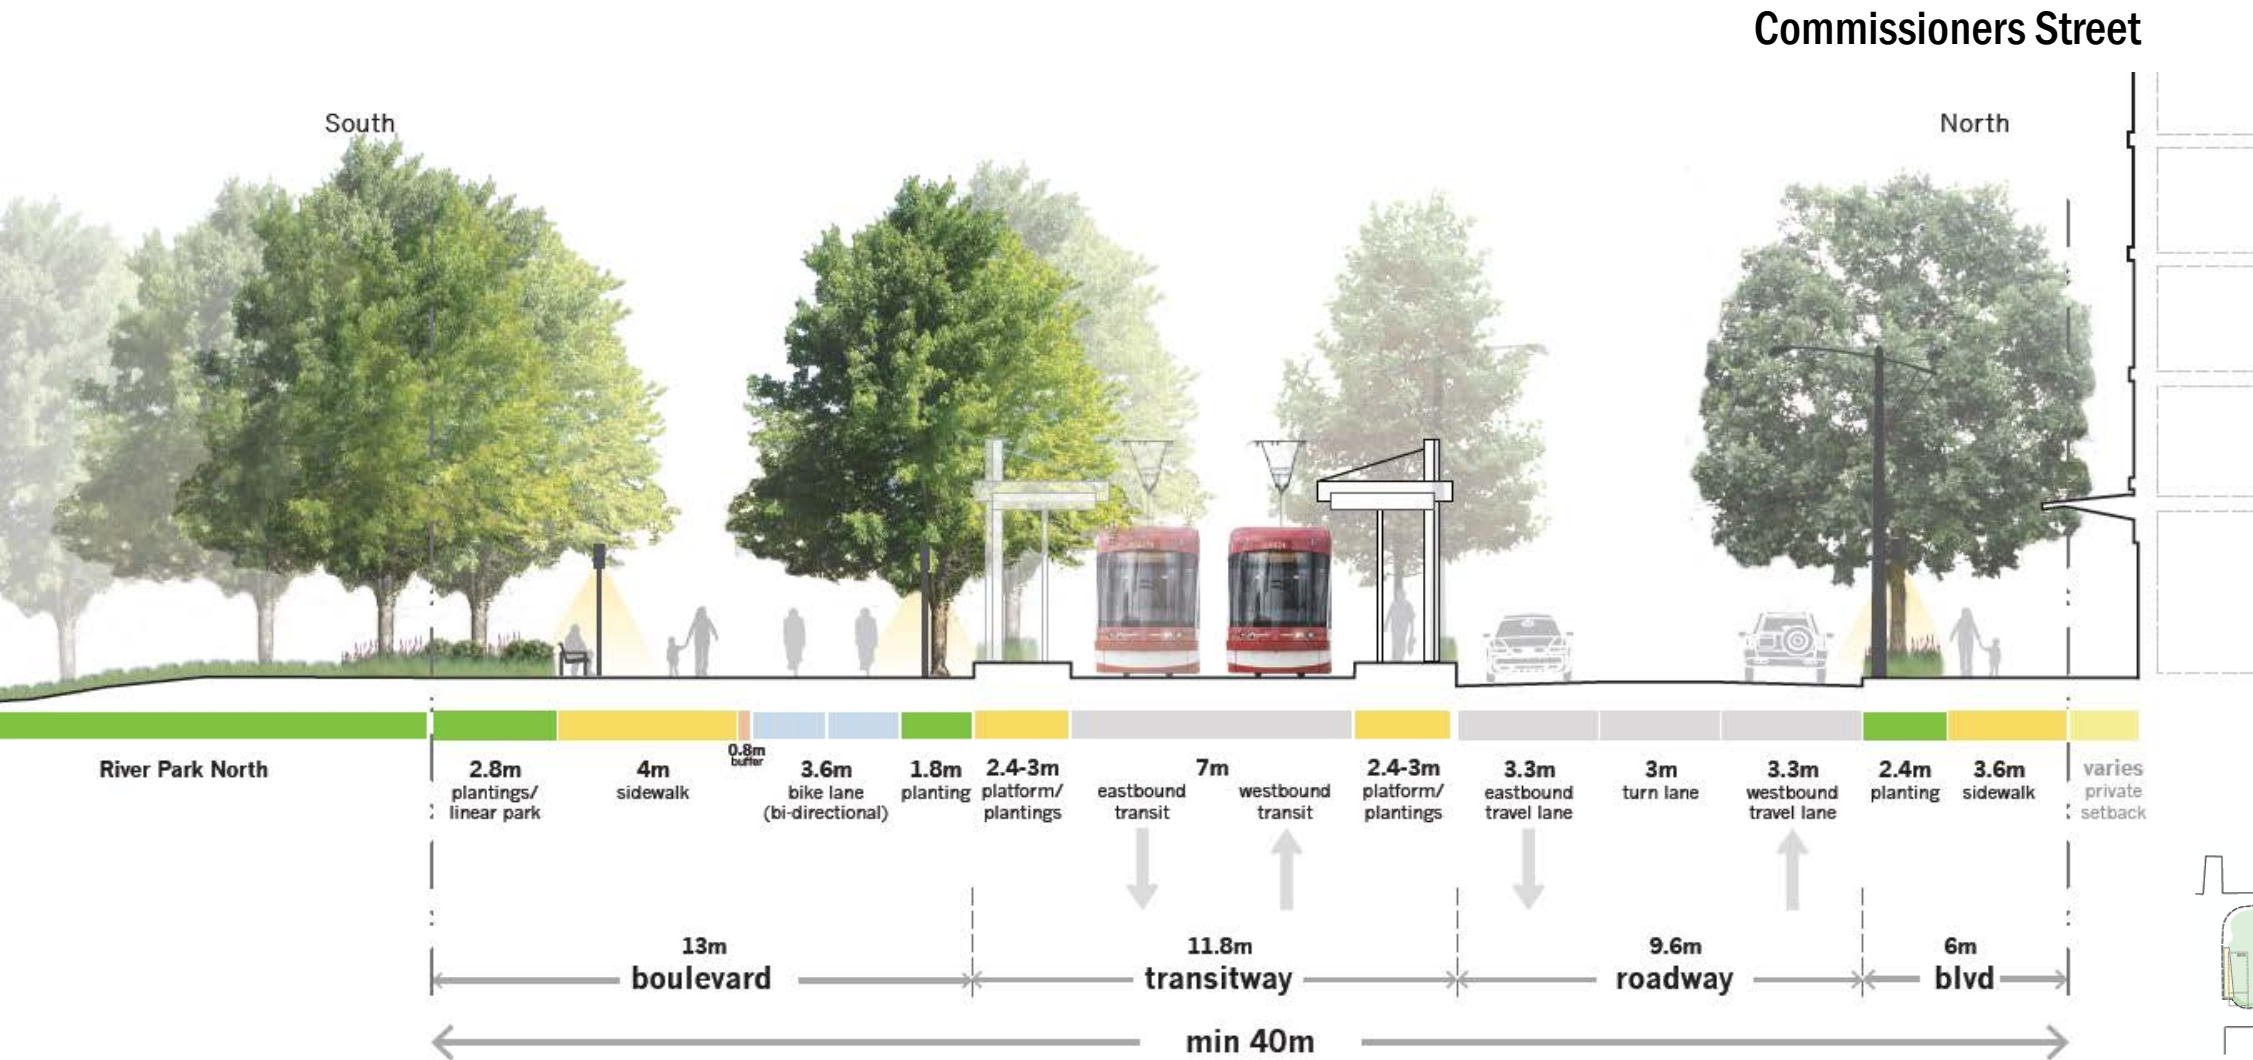 Commissioners Street
South
North
River Park North
2.8m
plantings/
linear park
4m
sidewalk
0.8m
buffer
3.6m
bike lane
(bi-directional)
1.8m
planting
2.4-3m
platform/
plantings
7m
eastbound
transit
westbound
transit
2.4-3m
platform/
plantings
3.3m
eastbound
travel lane
3m
turn lane
3.3m
westbound
travel lane
2.4m
planting
3.6m
sidewalk
varies
private
setback
13m
boulevard
11.8m
transitway
9.6m
roadway
6m
blvd
min 40m